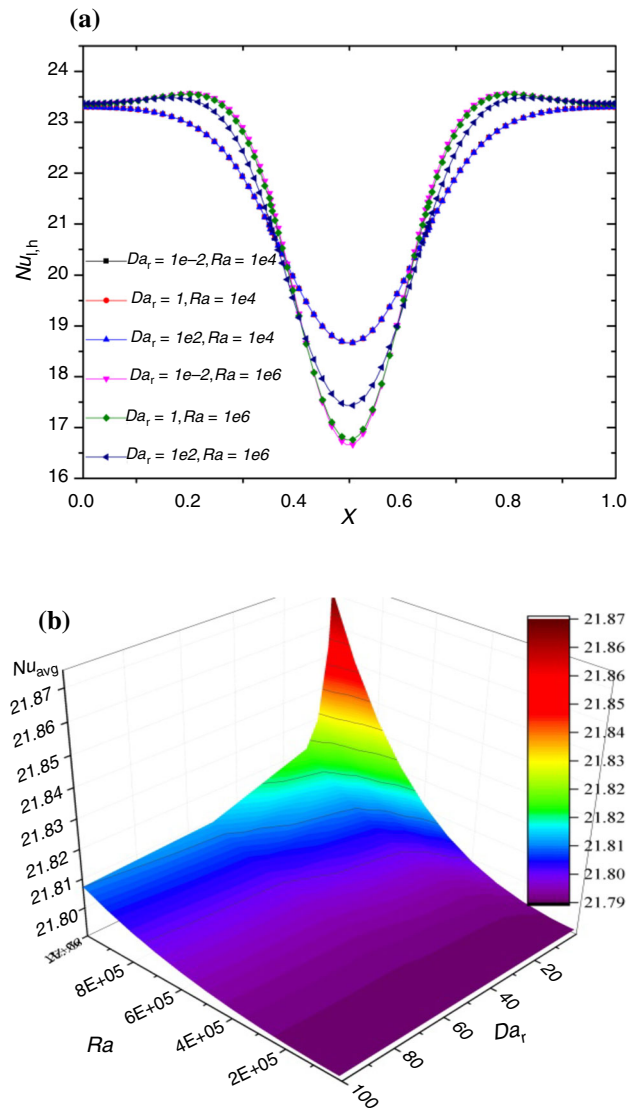 (a)
24
23
22
21
20
19
18
17
16
Nu_l,h
Da_r = 1e–2, Ra = 1e4
Da_r = 1, Ra = 1e4
Da_r = 1e2, Ra = 1e4
Da_r = 1e–2, Ra = 1e6
Da_r = 1, Ra = 1e6
Da_r = 1e2, Ra = 1e6
0.0 0.2 0.4 0.6 0.8 1.0
X
(b)
Nu_avg
21.87
21.86
21.85
21.84
21.83
21.82
21.81
21.80
8E+05
6E+05
4E+05
2E+05
Ra
100
80
60
40
20
Da_r
21.87
21.86
21.86
21.85
21.84
21.83
21.82
21.82
21.81
21.80
21.79